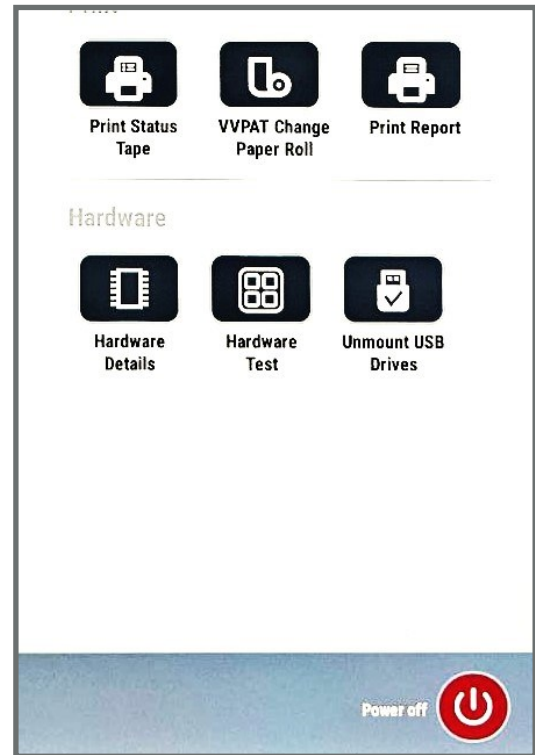 Print Status
Tape
VVPAT Change
Paper Roll
Print Report
Hardware
Hardware
Details
Hardware
Test
Unmount USB
Drives
Power off